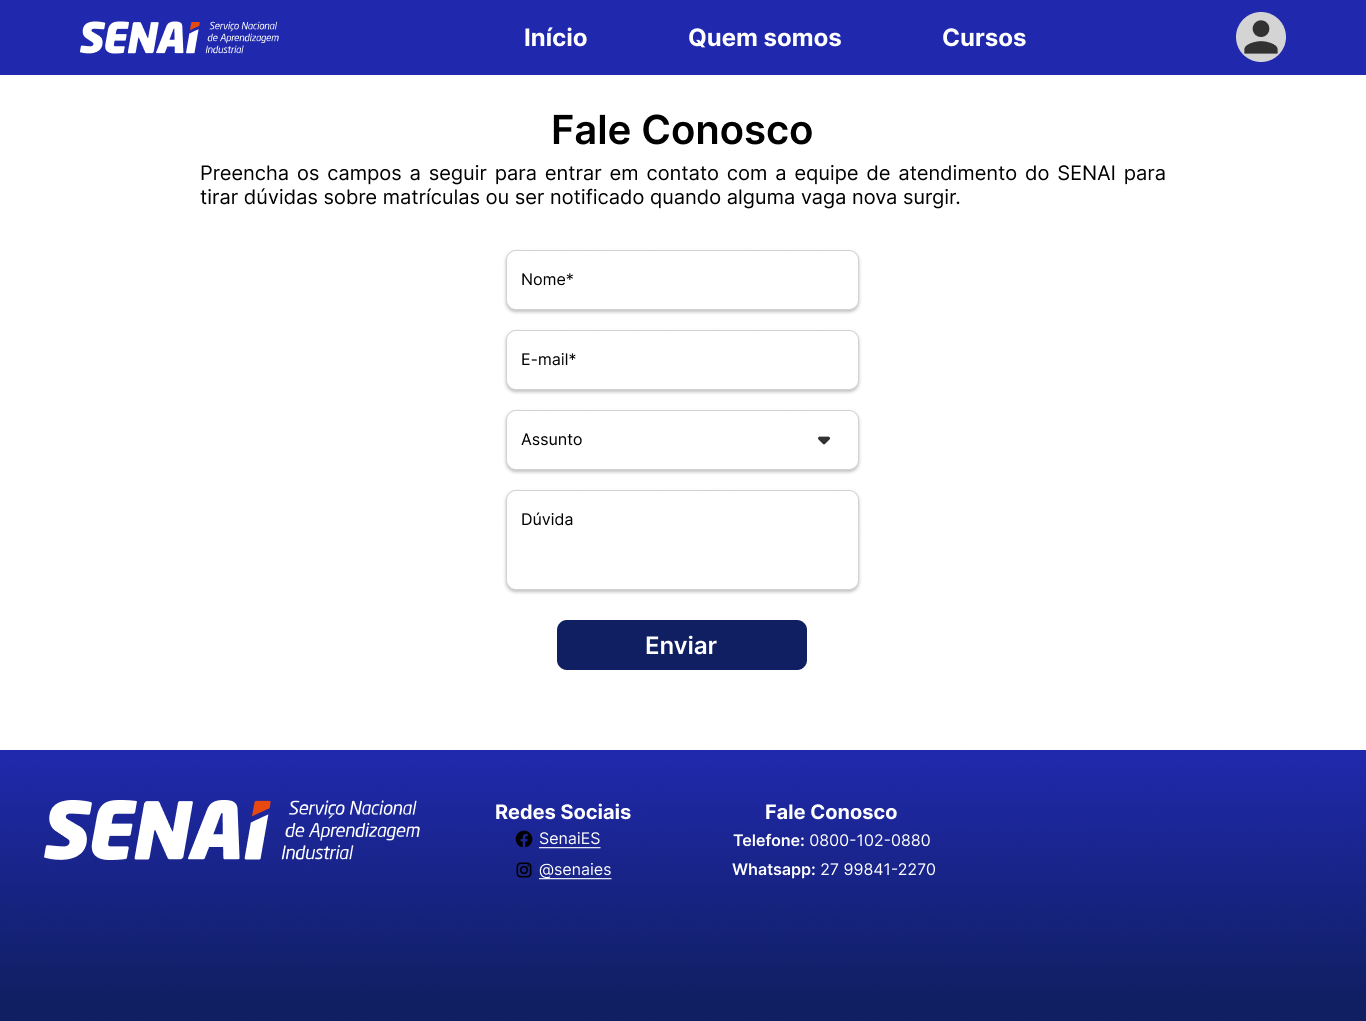 SENAI
Serviço Nacional
de Aprendizagem
Industrial
Início
Quem somos
Cursos
Fale Conosco
Preencha os campos a seguir para entrar em contato com a equipe de atendimento do SENAI para
tirar dúvidas sobre matrículas ou ser notificado quando alguma vaga nova surgir.
Nome*
E-mail*
Assunto
Dúvida
Enviar
SENAI
Serviço Nacional
de Aprendizagem
Industrial
Redes Sociais
SenaiES
@senaies
Fale Conosco
Telefone: 0800-102-0880
Whatsapp: 27 99841-2270